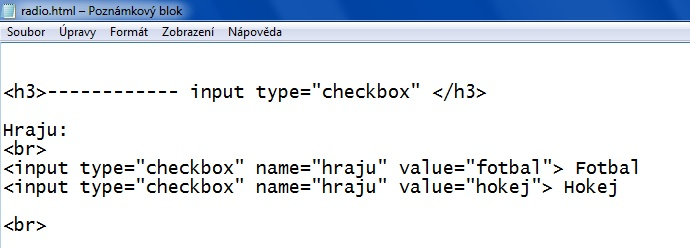 radio.html – Poznámkový blok
Soubor Úpravy Formát Zobrazení Nápověda
<h3>------------ input type="checkbox" </h3>
Hraju:
<br>
<input type="checkbox" name="hraju" value="fotbal"> Fotbal
<input type="checkbox" name="hraju" value="hokej"> Hokej
<br>